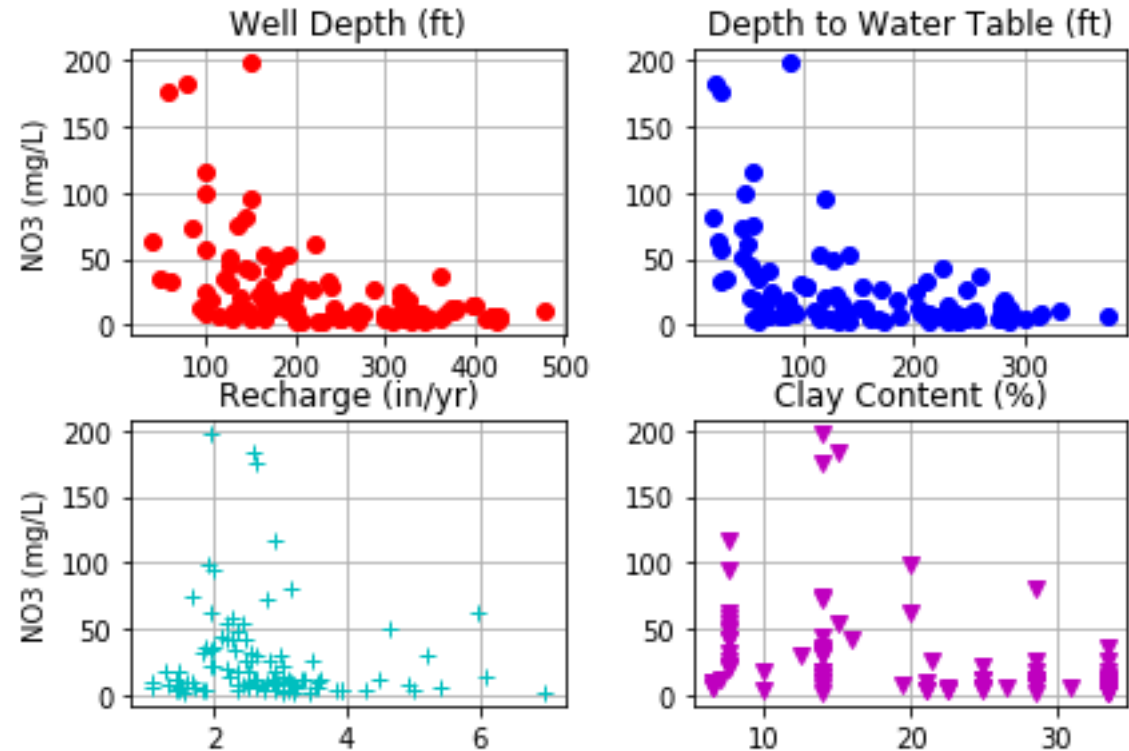 Well Depth (ft)
Depth to Water Table (ft)
NO3 (mg/L)
200
150
100
50
0
100 200 300 400 500
200
150
100
50
0
100 200 300
Recharge (in/yr)
Clay Content (%)
NO3 (mg/L)
200
150
100
50
0
2 4 6
200
150
100
50
0
10 20 30